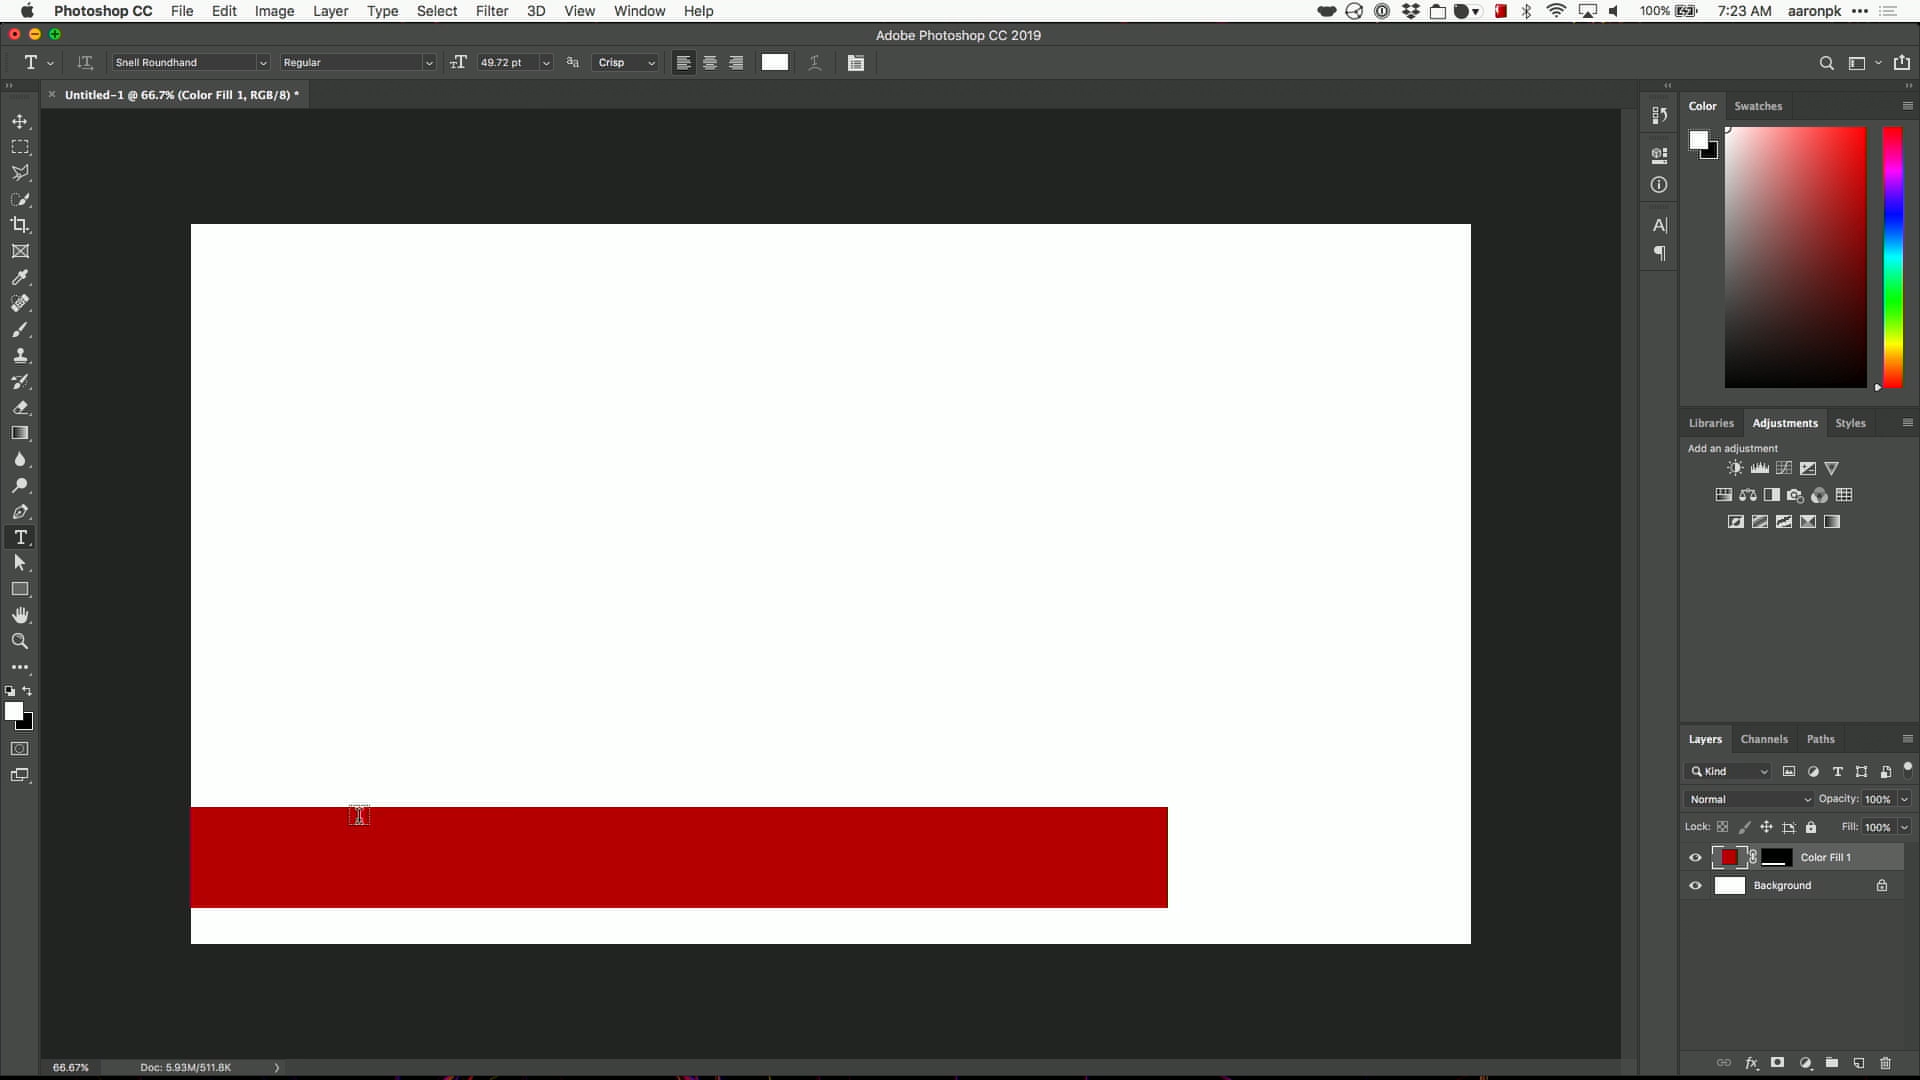 Photoshop CC File Edit Image Layer Type Select Filter 3D View Window Help 100% 7:23 AM aaronpk
Adobe Photoshop CC 2019
Snell Roundhand Regular 49.72 pt Crisp
Untitled-1 @ 66.7% (Color Fill 1, RGB/8) *
Color Swatches
Libraries Adjustments Styles
Add an adjustment
Layers Channels Paths
Kind
Normal Opacity: 100%
Lock: Fill: 100%
Color Fill 1
Background
66.67% Doc: 5.93M/511.8K